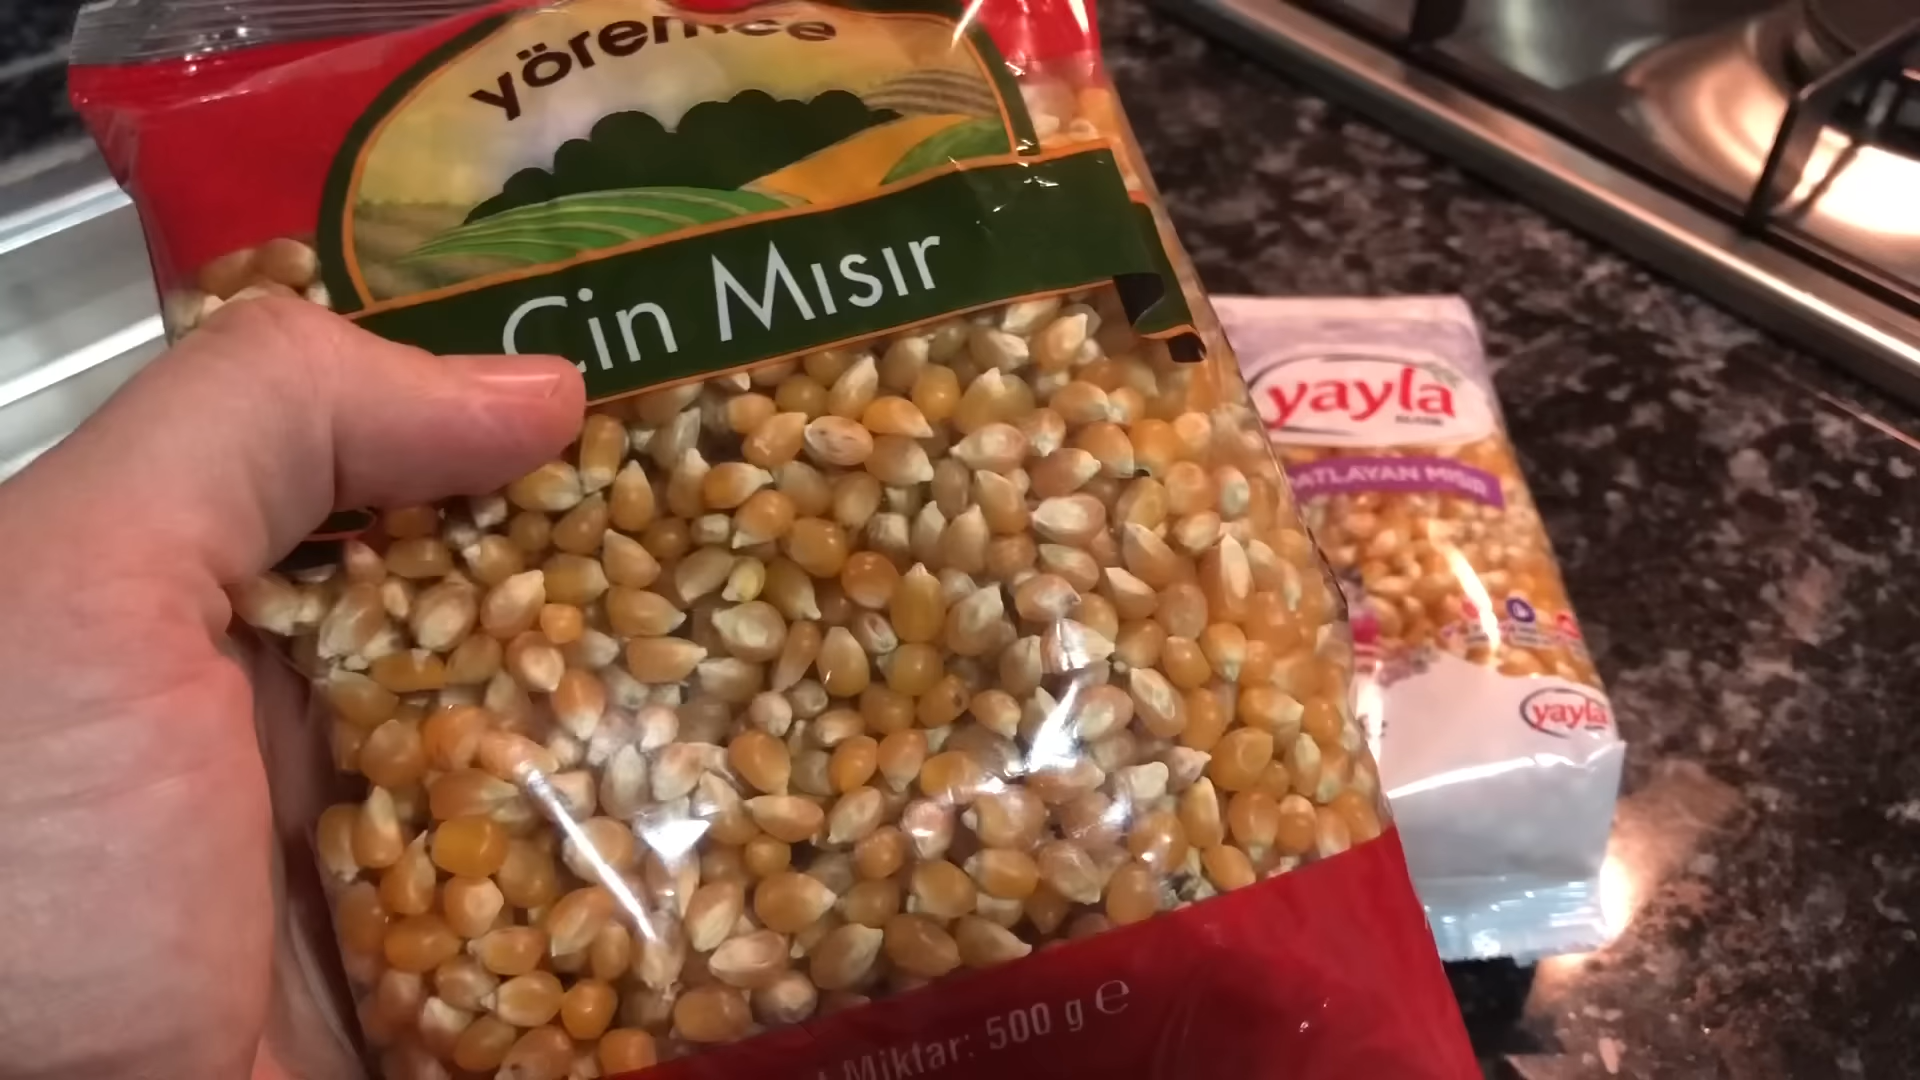 yöremce
Cin Mısır
Miktar: 500 g ℮
yayla
PATLAYAN MISIR
yayla